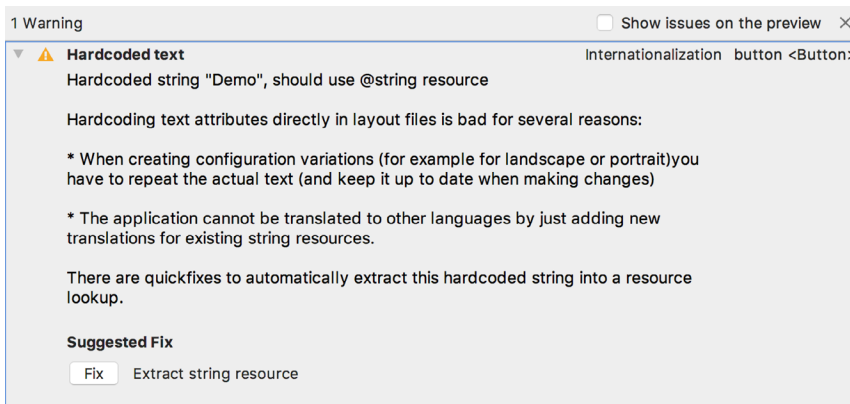 1 Warning Show issues on the preview
Hardcoded text Internationalization button <Button>
Hardcoded string "Demo", should use @string resource
Hardcoding text attributes directly in layout files is bad for several reasons:
* When creating configuration variations (for example for landscape or portrait)you
have to repeat the actual text (and keep it up to date when making changes)
* The application cannot be translated to other languages by just adding new
translations for existing string resources.
There are quickfixes to automatically extract this hardcoded string into a resource
lookup.
Suggested Fix
Fix Extract string resource